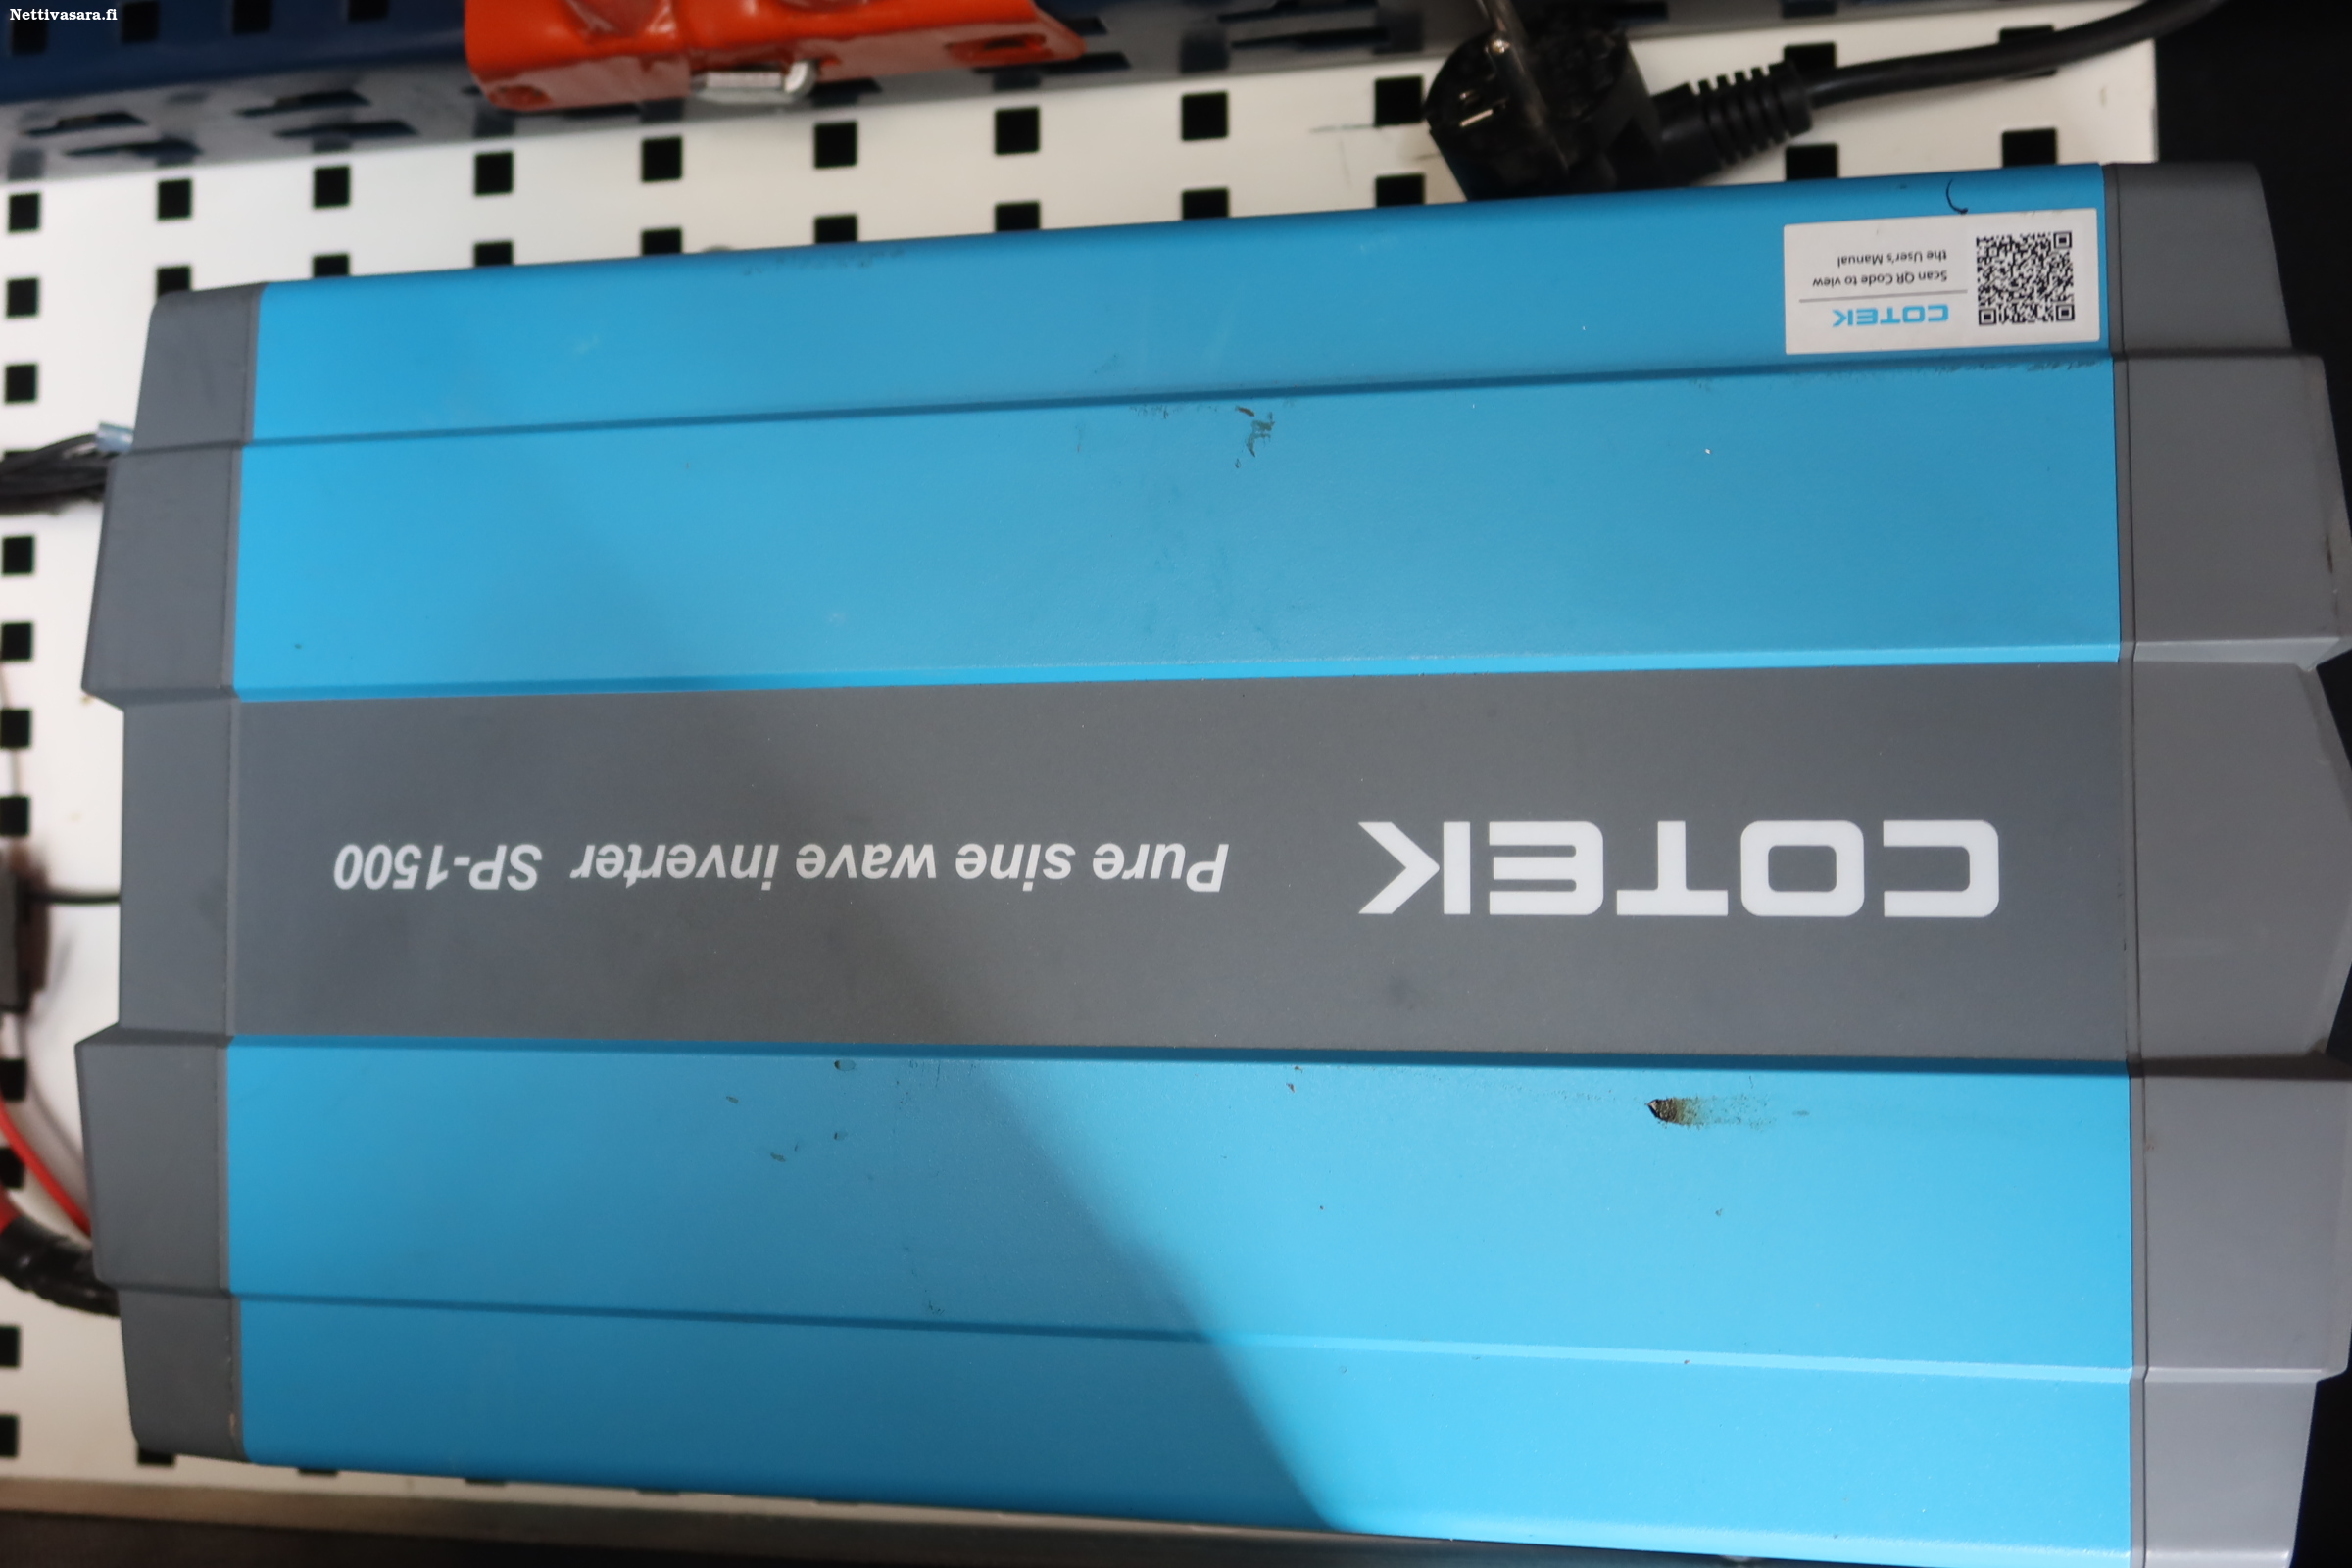 Nettivasara.fi
COTEK Pure sine wave inverter SP-1500
COTEK
Scan QR Code to view
the User's Manual